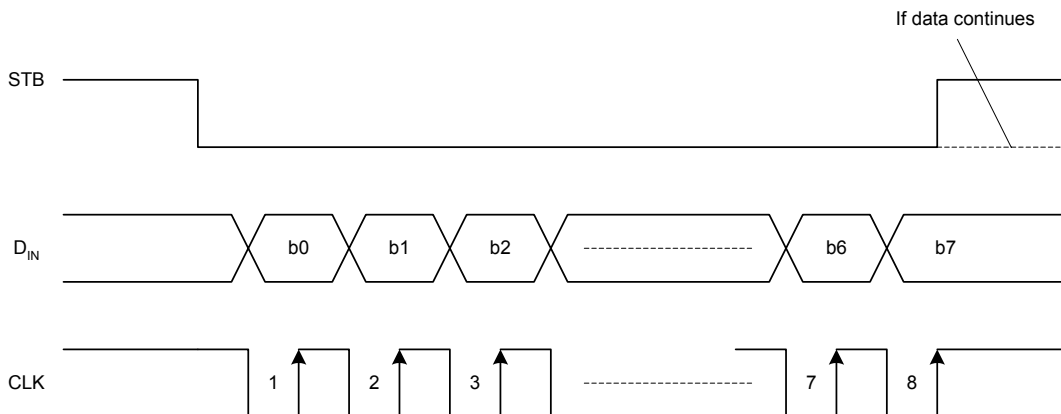 If data continues
STB
D_IN b0 b1 b2 b6 b7
CLK 1 2 3 7 8